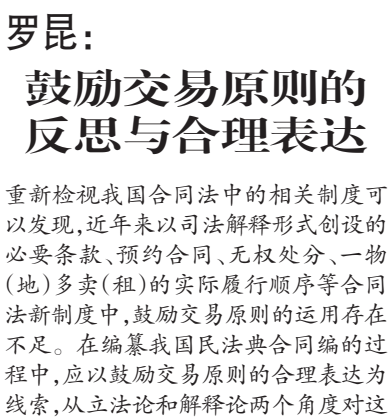 罗昆:
鼓励交易原则的
反思与合理表达
重新检视我国合同法中的相关制度可
以发现,近年来以司法解释形式创设的
必要条款、预约合同、无权处分、一物
(地)多卖(租)的实际履行顺序等合同
法新制度中,鼓励交易原则的运用存在
不足。在编纂我国民法典合同编的过
程中,应以鼓励交易原则的合理表达为
线索,从立法论和解释论两个角度对这